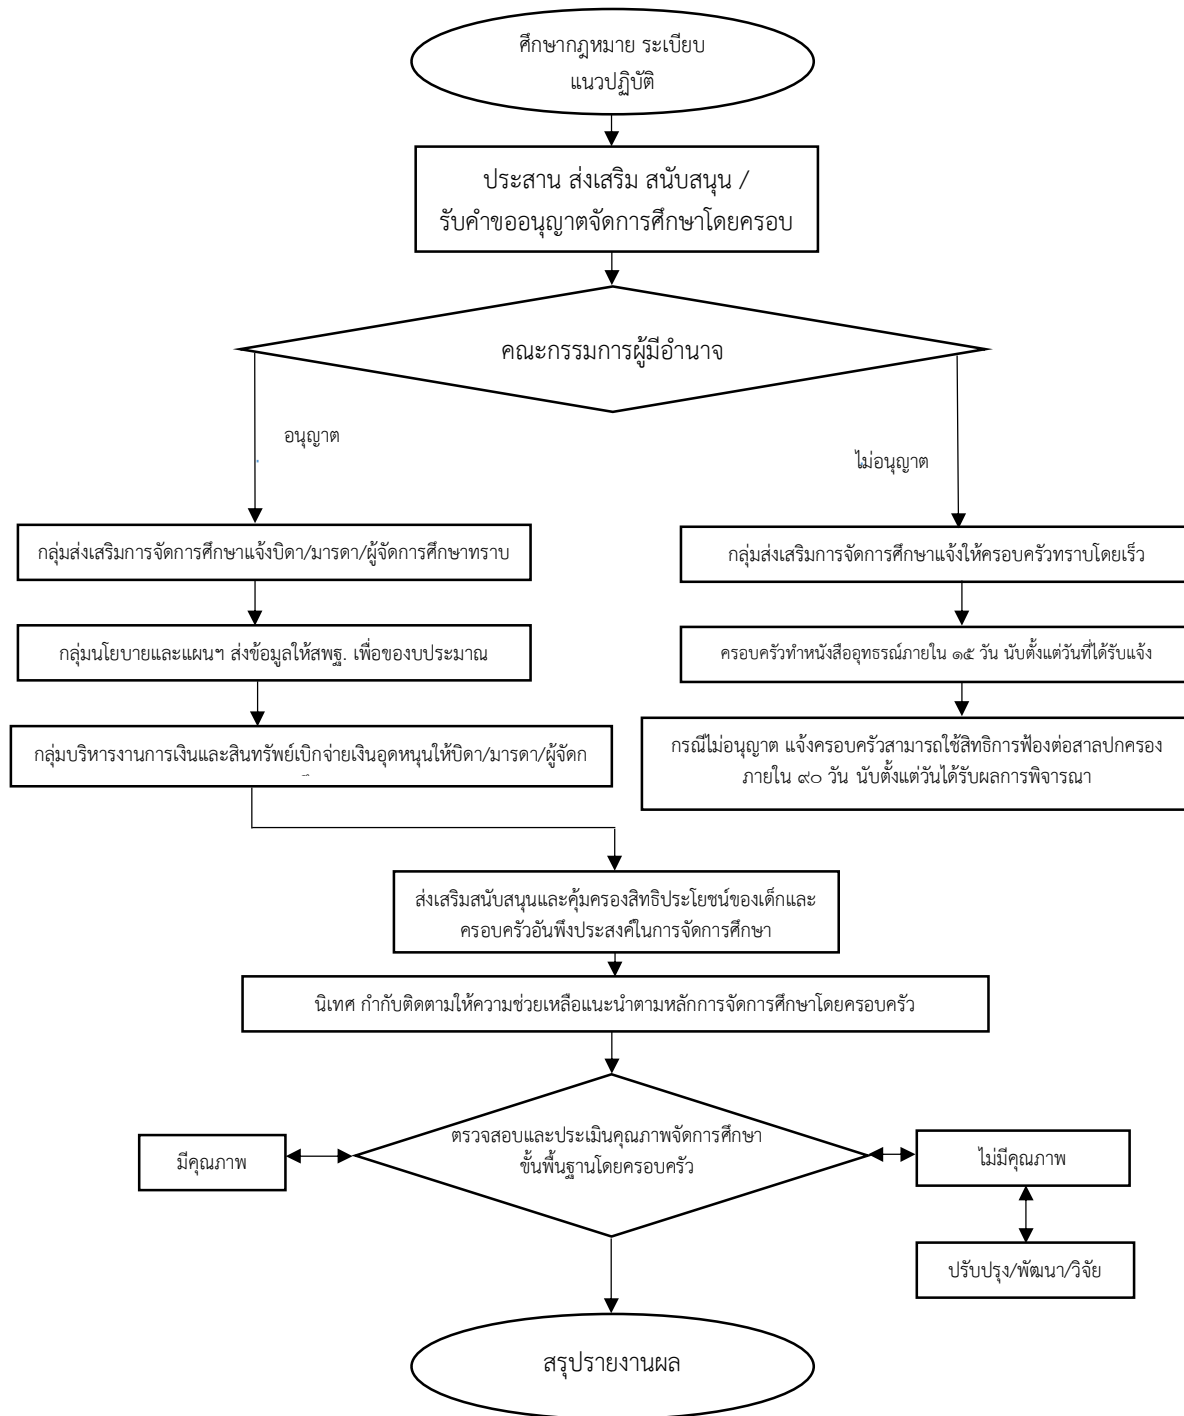 ศึกษากฎหมาย ระเบียบ
แนวปฏิบัติ
ประสาน ส่งเสริม สนับสนุน /
รับคำขออนุญาตจัดการศึกษาโดยครอบ
คณะกรรมการผู้มีอำนาจ
อนุญาต
ไม่อนุญาต
กลุ่มส่งเสริมการจัดการศึกษาแจ้งบิดา/มารดา/ผู้จัดการศึกษาทราบ
กลุ่มส่งเสริมการจัดการศึกษาแจ้งให้ครอบครัวทราบโดยเร็ว
กลุ่มนโยบายและแผนฯ ส่งข้อมูลให้สพฐ. เพื่อของบประมาณ
ครอบครัวทำหนังสืออุทธรณ์ภายใน ๑๕ วัน นับตั้งแต่วันที่ได้รับแจ้ง
กลุ่มบริหารงานการเงินและสินทรัพย์เบิกจ่ายเงินอุดหนุนให้บิดา/มารดา/ผู้จัดก
กรณีไม่อนุญาต แจ้งครอบครัวสามารถใช้สิทธิการฟ้องต่อสาลปกครอง
ภายใน ๙๐ วัน นับตั้งแต่วันได้รับผลการพิจารณา
ส่งเสริมสนับสนุนและคุ้มครองสิทธิประโยชน์ของเด็กและ
ครอบครัวอันพึงประสงค์ในการจัดการศึกษา
นิเทศ กำกับติดตามให้ความช่วยเหลือแนะนำตามหลักการจัดการศึกษาโดยครอบครัว
ตรวจสอบและประเมินคุณภาพจัดการศึกษา
ขั้นพื้นฐานโดยครอบครัว
มีคุณภาพ
ไม่มีคุณภาพ
ปรับปรุง/พัฒนา/วิจัย
สรุปรายงานผล